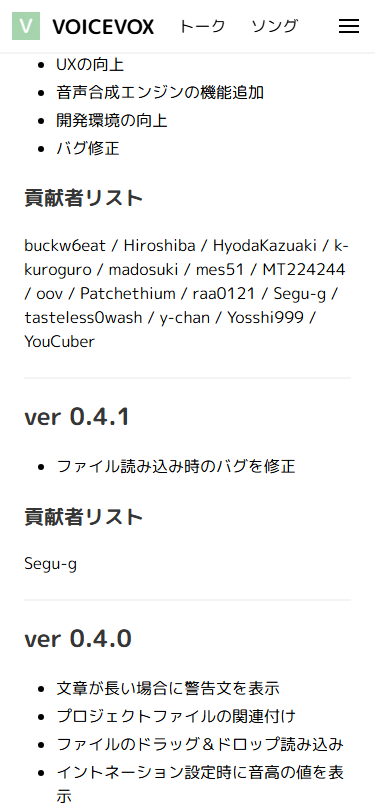 V VOICEVOX トーク ソング
UXの向上
音声合成エンジンの機能追加
開発環境の向上
バグ修正
貢献者リスト
buckw6eat / Hiroshiba / HyodaKazuaki / k-
kuroguro / madosuki / mes51 / MT224244
/ oov / Patchethium / raa0121 / Segu-g /
tasteless0wash / y-chan / Yosshi999 /
YouCuber
ver 0.4.1
ファイル読み込み時のバグを修正
貢献者リスト
Segu-g
ver 0.4.0
文章が長い場合に警告文を表示
プロジェクトファイルの関連付け
ファイルのドラッグ＆ドロップ読み込み
イントネーション設定時に音高の値を表
示